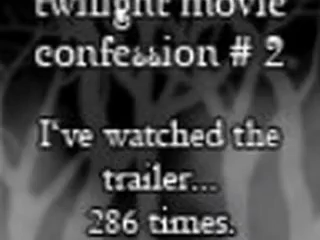 twilight movie
confession # 2
I've watched the
trailer...
286 times.